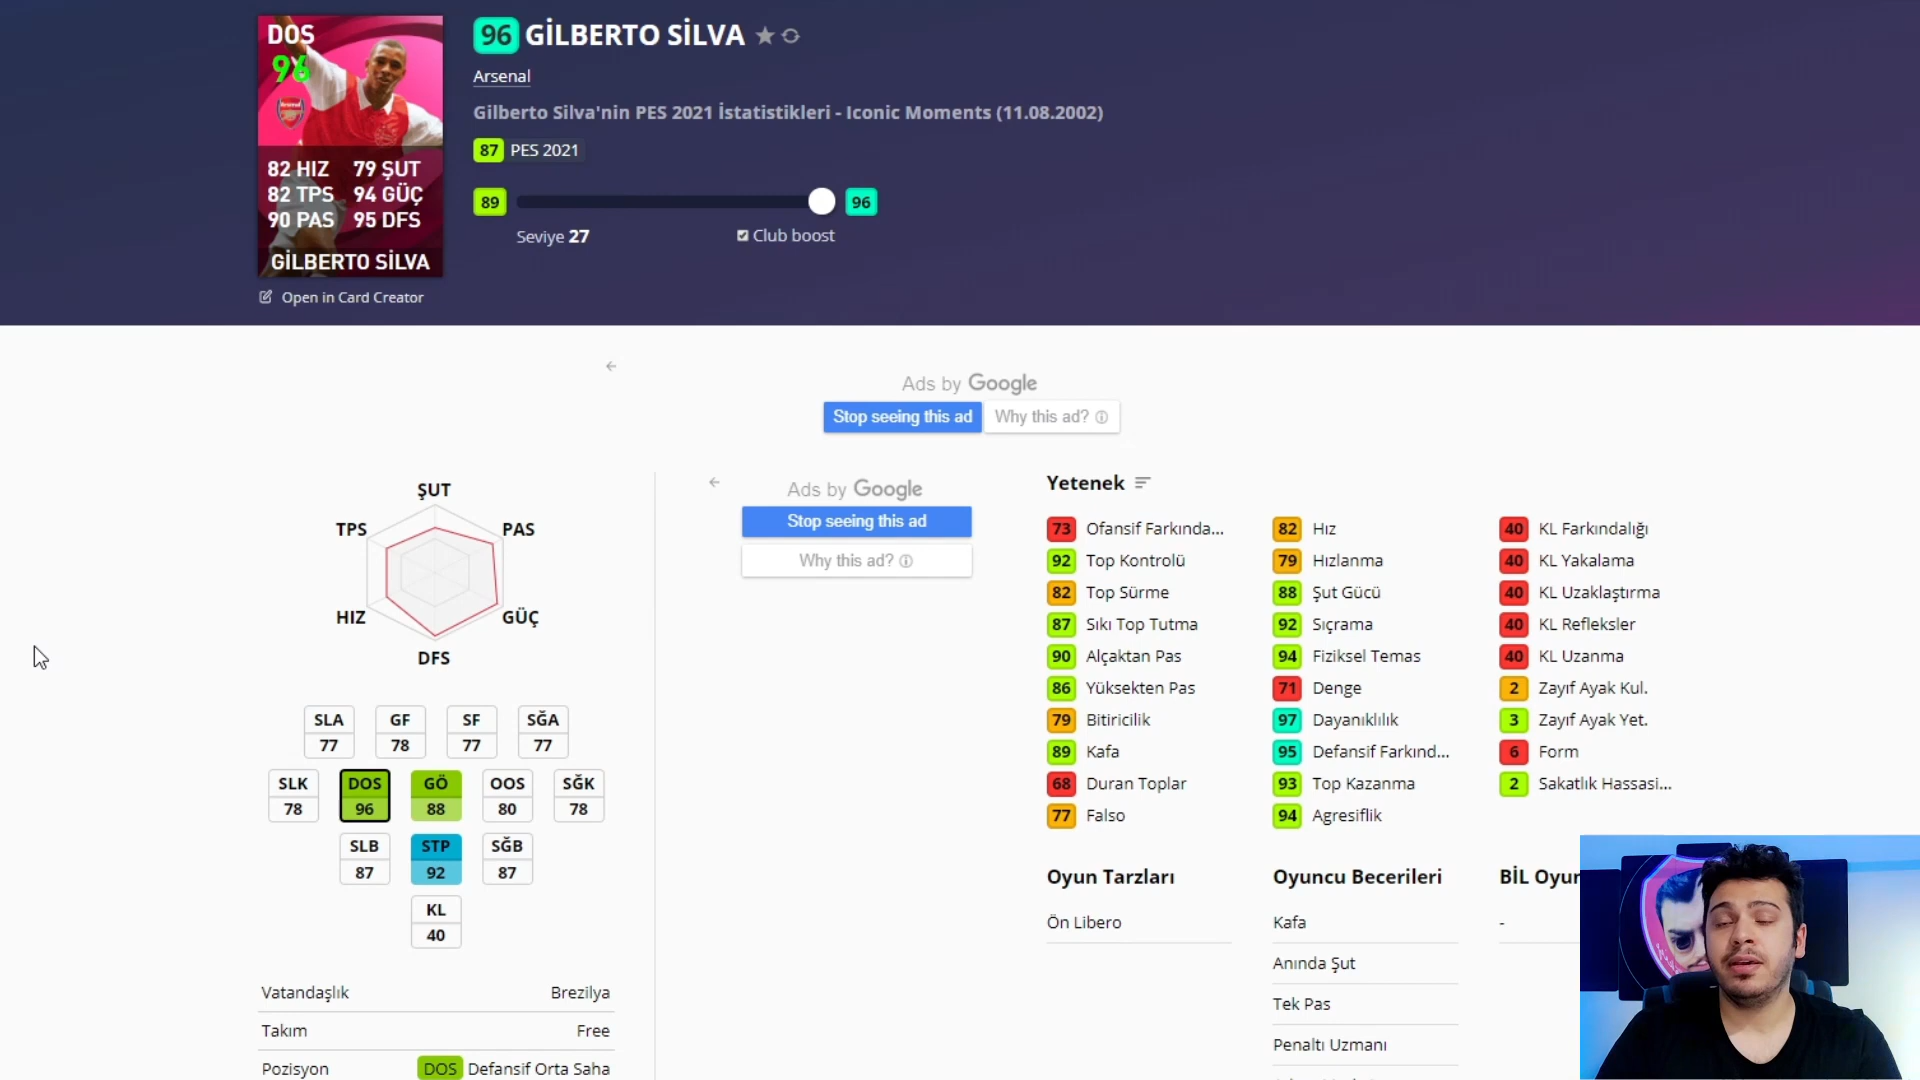 DOS
96
Arsenal
82 HIZ 79 ŞUT
82 TPS 94 GÜÇ
90 PAS 95 DFS
GİLBERTO SİLVA
Open in Card Creator
96 GİLBERTO SİLVA
Arsenal
Gilberto Silva'nin PES 2021 İstatistikleri - Iconic Moments (11.08.2002)
87 PES 2021
89 96
Seviye 27 Club boost
Ads by Google
Stop seeing this ad Why this ad?
ŞUT
TPS PAS
HIZ GÜÇ
DFS
SLA GF SF SĞA
77 78 77 77
SLK DOS GÖ OOS SĞK
78 96 88 80 78
SLB STP SĞB
87 92 87
KL
40
Vatandaşlık Brezilya
Takım Free
Pozisyon DOS Defansif Orta Saha
Ads by Google
Stop seeing this ad
Why this ad?
Yetenek
73 Ofansif Farkında...
92 Top Kontrolü
82 Top Sürme
87 Sıkı Top Tutma
90 Alçaktan Pas
86 Yüksekten Pas
79 Bitiricilik
89 Kafa
68 Duran Toplar
77 Falso
82 Hız
79 Hızlanma
88 Şut Gücü
92 Sıçrama
94 Fiziksel Temas
71 Denge
97 Dayanıklılık
95 Defansif Farkınd...
93 Top Kazanma
94 Agresiflik
40 KL Farkındalığı
40 KL Yakalama
40 KL Uzaklaştırma
40 KL Refleksler
40 KL Uzanma
2 Zayıf Ayak Kul.
3 Zayıf Ayak Yet.
6 Form
2 Sakatlık Hassasi...
Oyun Tarzları
Ön Libero
Oyuncu Becerileri
Kafa
Anında Şut
Tek Pas
Penaltı Uzmanı
BİL Oyun
-